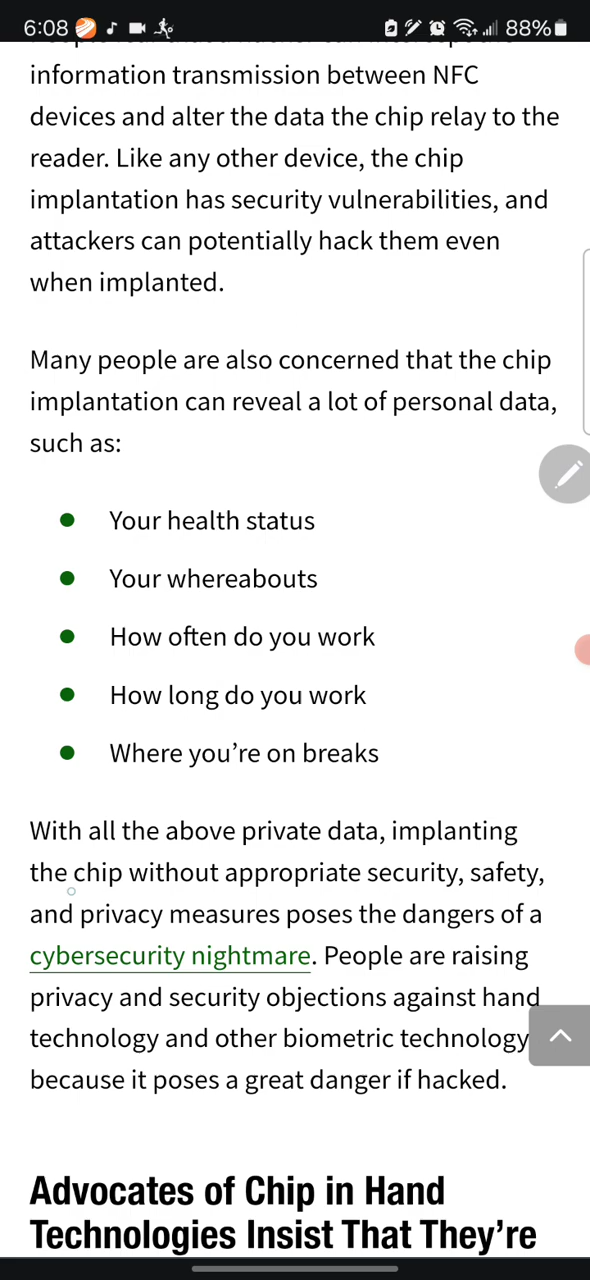 6:08
88%
information transmission between NFC
devices and alter the data the chip relay to the
reader. Like any other device, the chip
implantation has security vulnerabilities, and
attackers can potentially hack them even
when implanted.
Many people are also concerned that the chip
implantation can reveal a lot of personal data,
such as:
Your health status
Your whereabouts
How often do you work
How long do you work
Where you’re on breaks
With all the above private data, implanting
the chip without appropriate security, safety,
and privacy measures poses the dangers of a
cybersecurity nightmare. People are raising
privacy and security objections against hand
technology and other biometric technology
because it poses a great danger if hacked.
Advocates of Chip in Hand
Technologies Insist That They’re